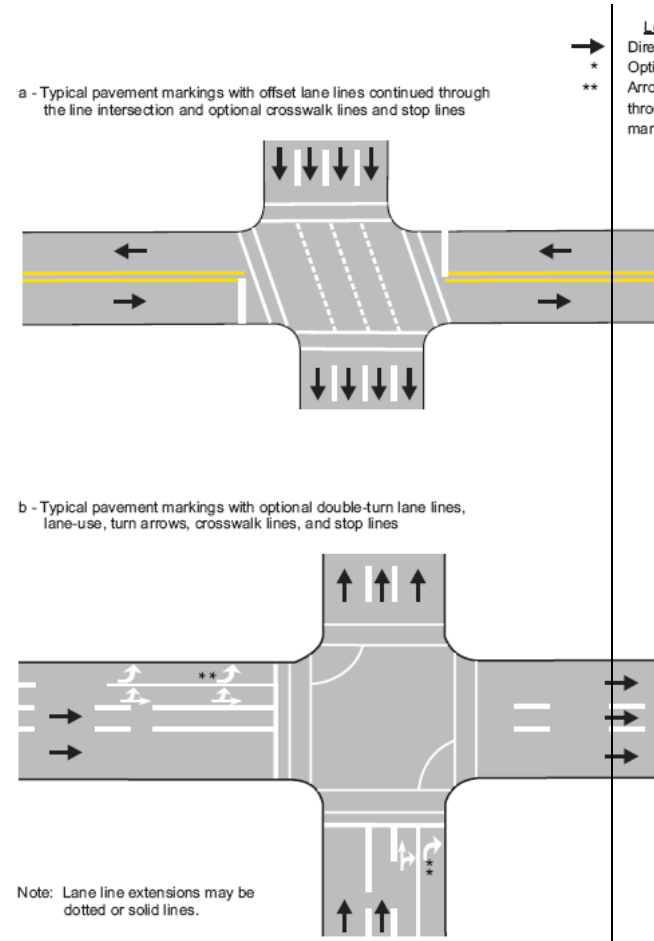 *
**
a - Typical pavement markings with offset lane lines continued through
the line intersection and optional crosswalk lines and stop lines
b - Typical pavement markings with optional double-turn lane lines,
lane-use, turn arrows, crosswalk lines, and stop lines
**
**
Note: Lane line extensions may be
dotted or solid lines.